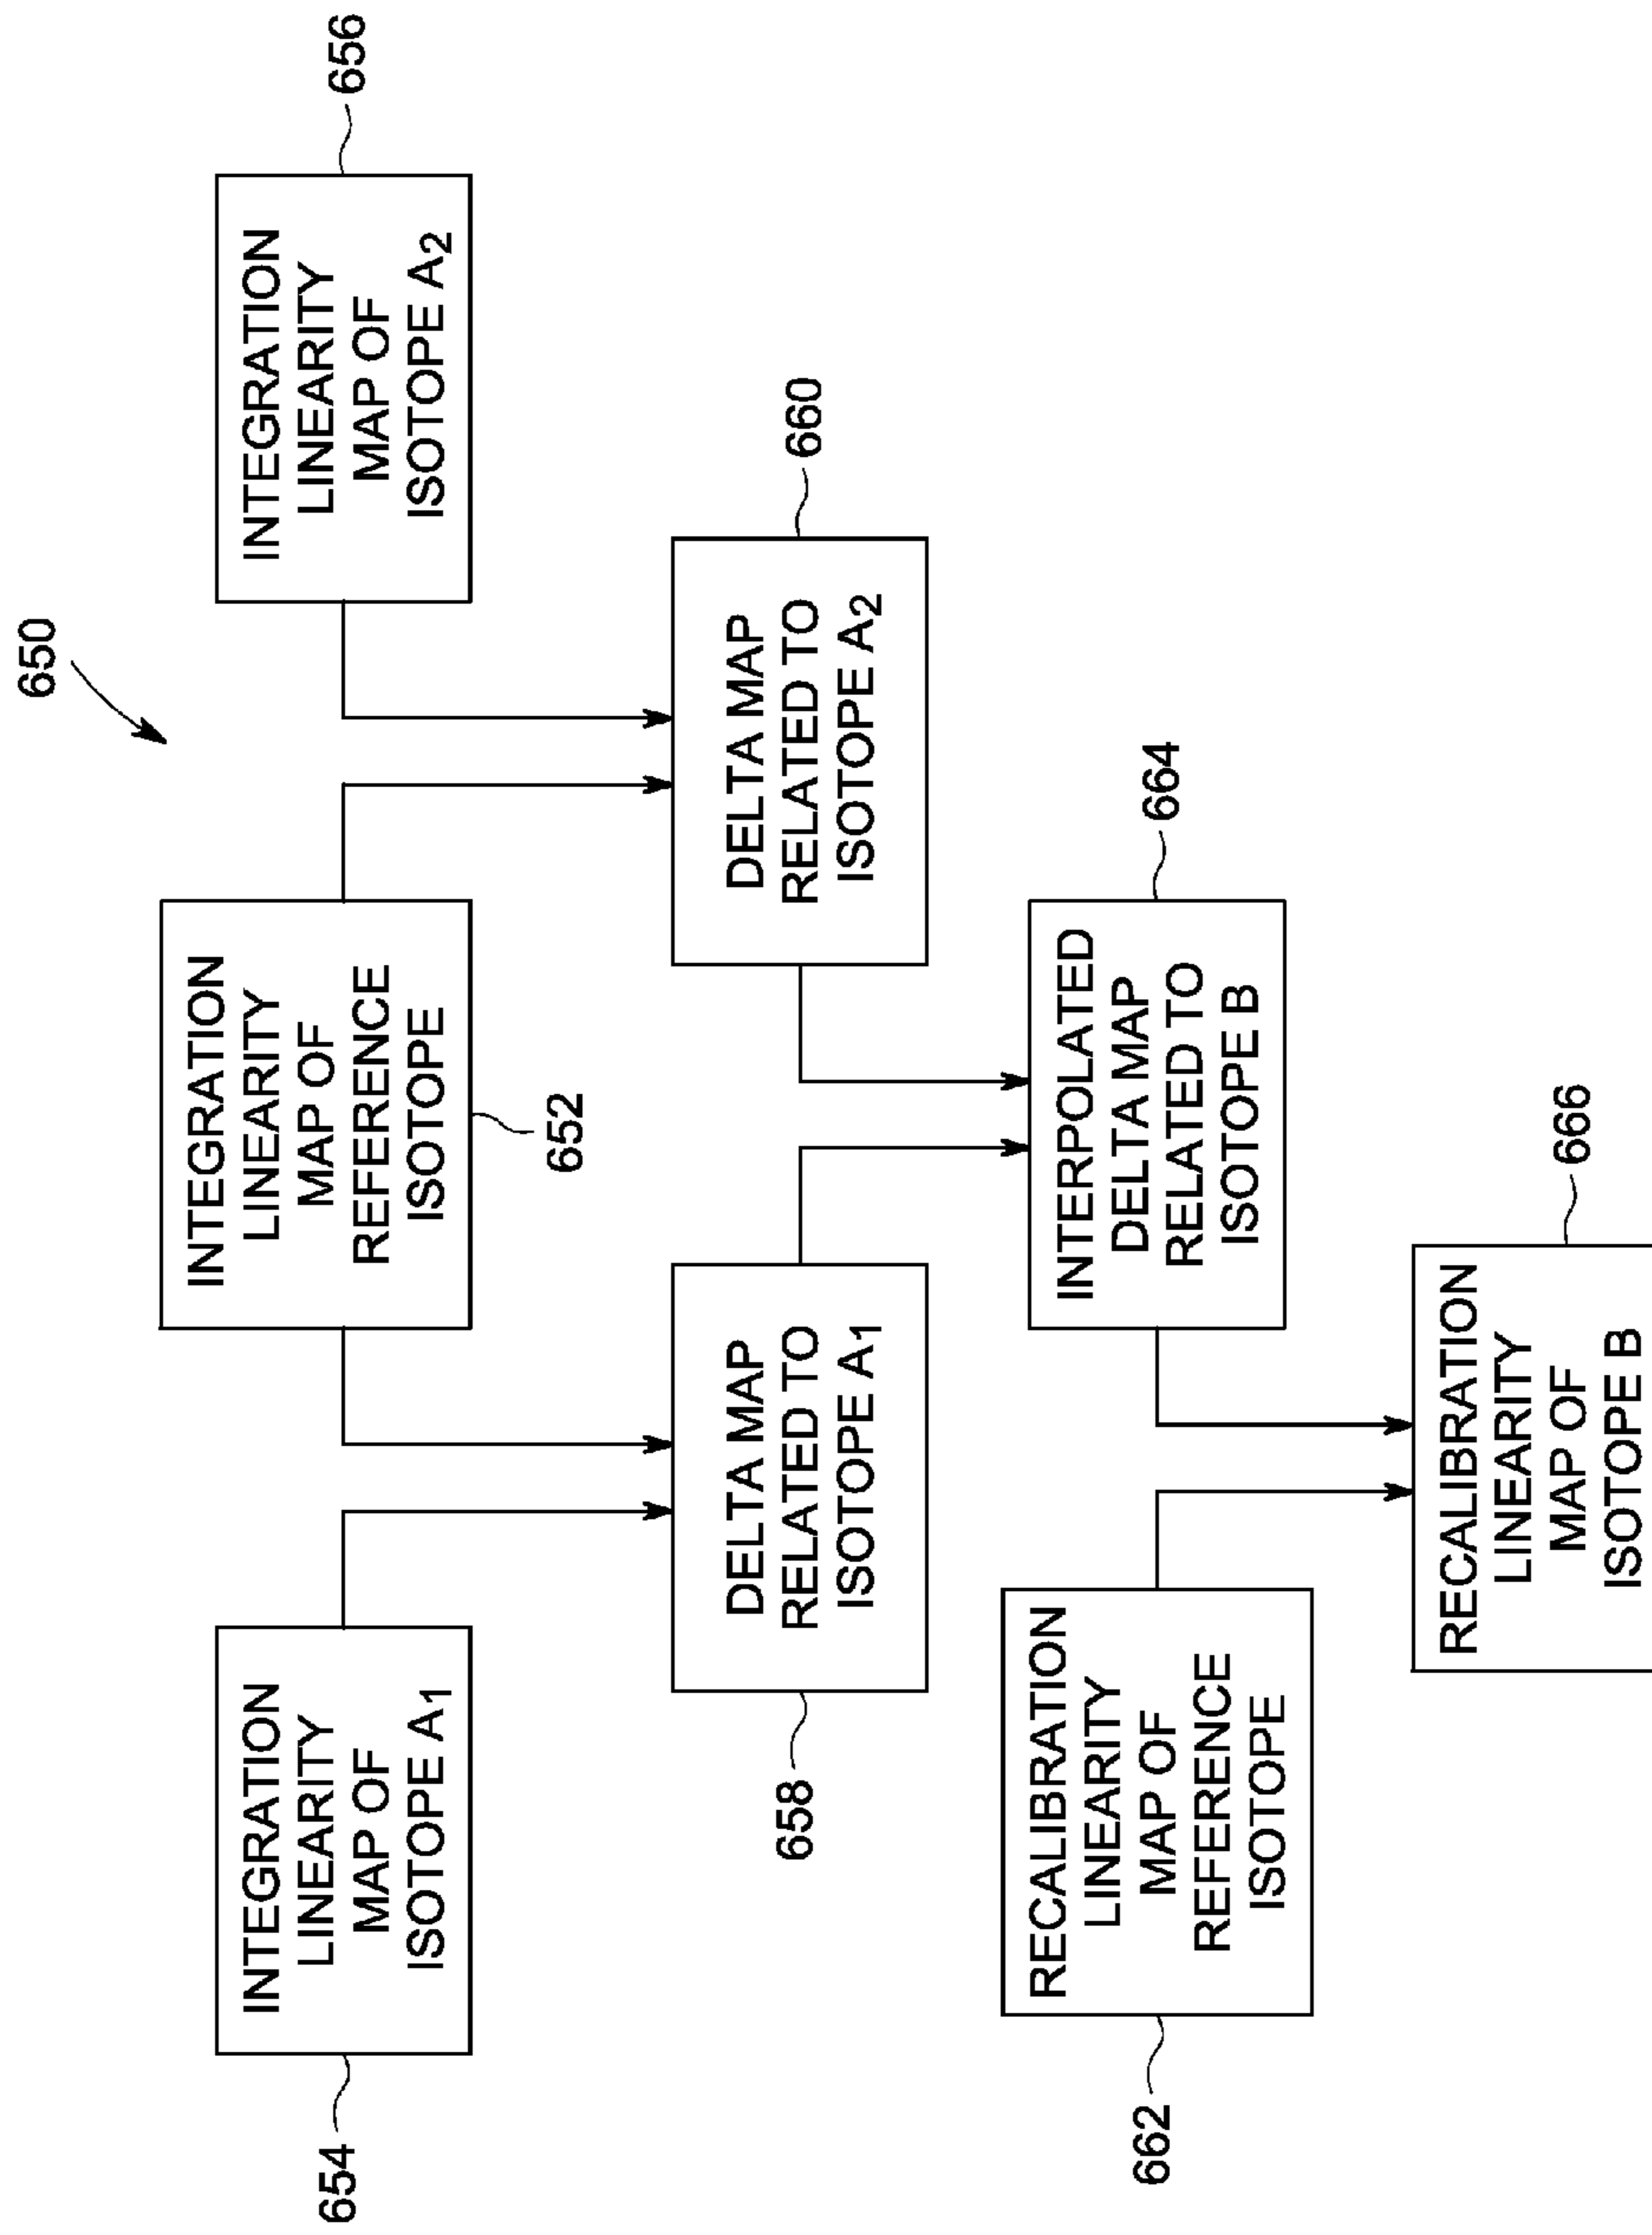 650
INTEGRATION
LINEARITY
MAP OF
ISOTOPE A1
654
INTEGRATION
LINEARITY
MAP OF
REFERENCE
ISOTOPE
652
INTEGRATION
LINEARITY
MAP OF
ISOTOPE A2
656
DELTA MAP
RELATED TO
ISOTOPE A1
658
DELTA MAP
RELATED TO
ISOTOPE A2
660
RECALIBRATION
LINEARITY
MAP OF
REFERENCE
ISOTOPE
662
INTERPOLATED
DELTA MAP
RELATED TO
ISOTOPE B
664
RECALIBRATION
LINEARITY
MAP OF
ISOTOPE B
666